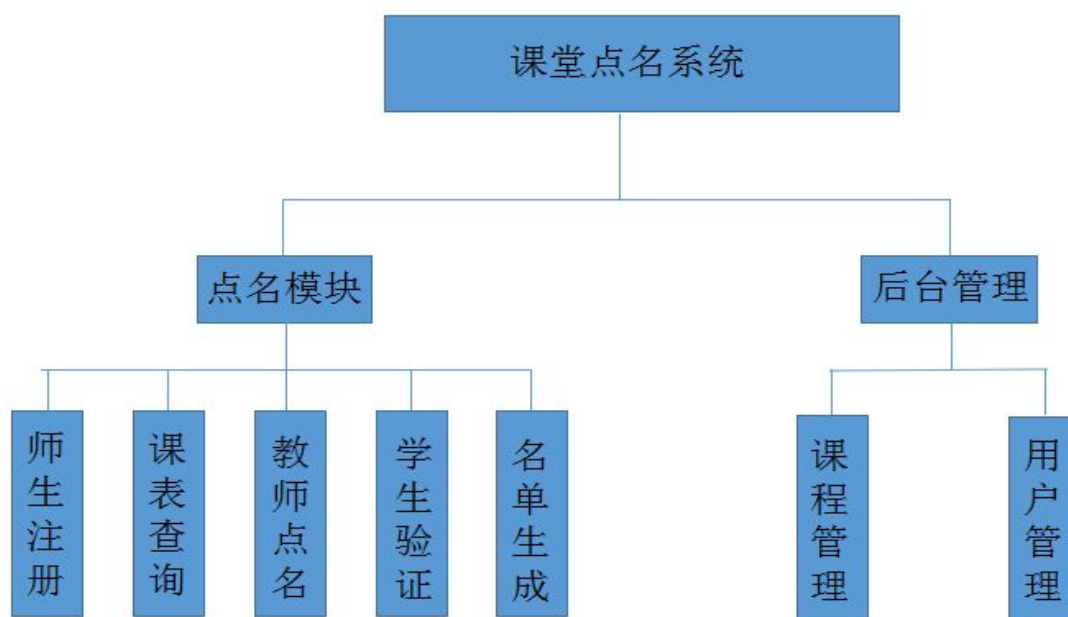 课堂点名系统
点名模块
后台管理
师生注册
课表查询
教师点名
学生验证
名单生成
课程管理
用户管理